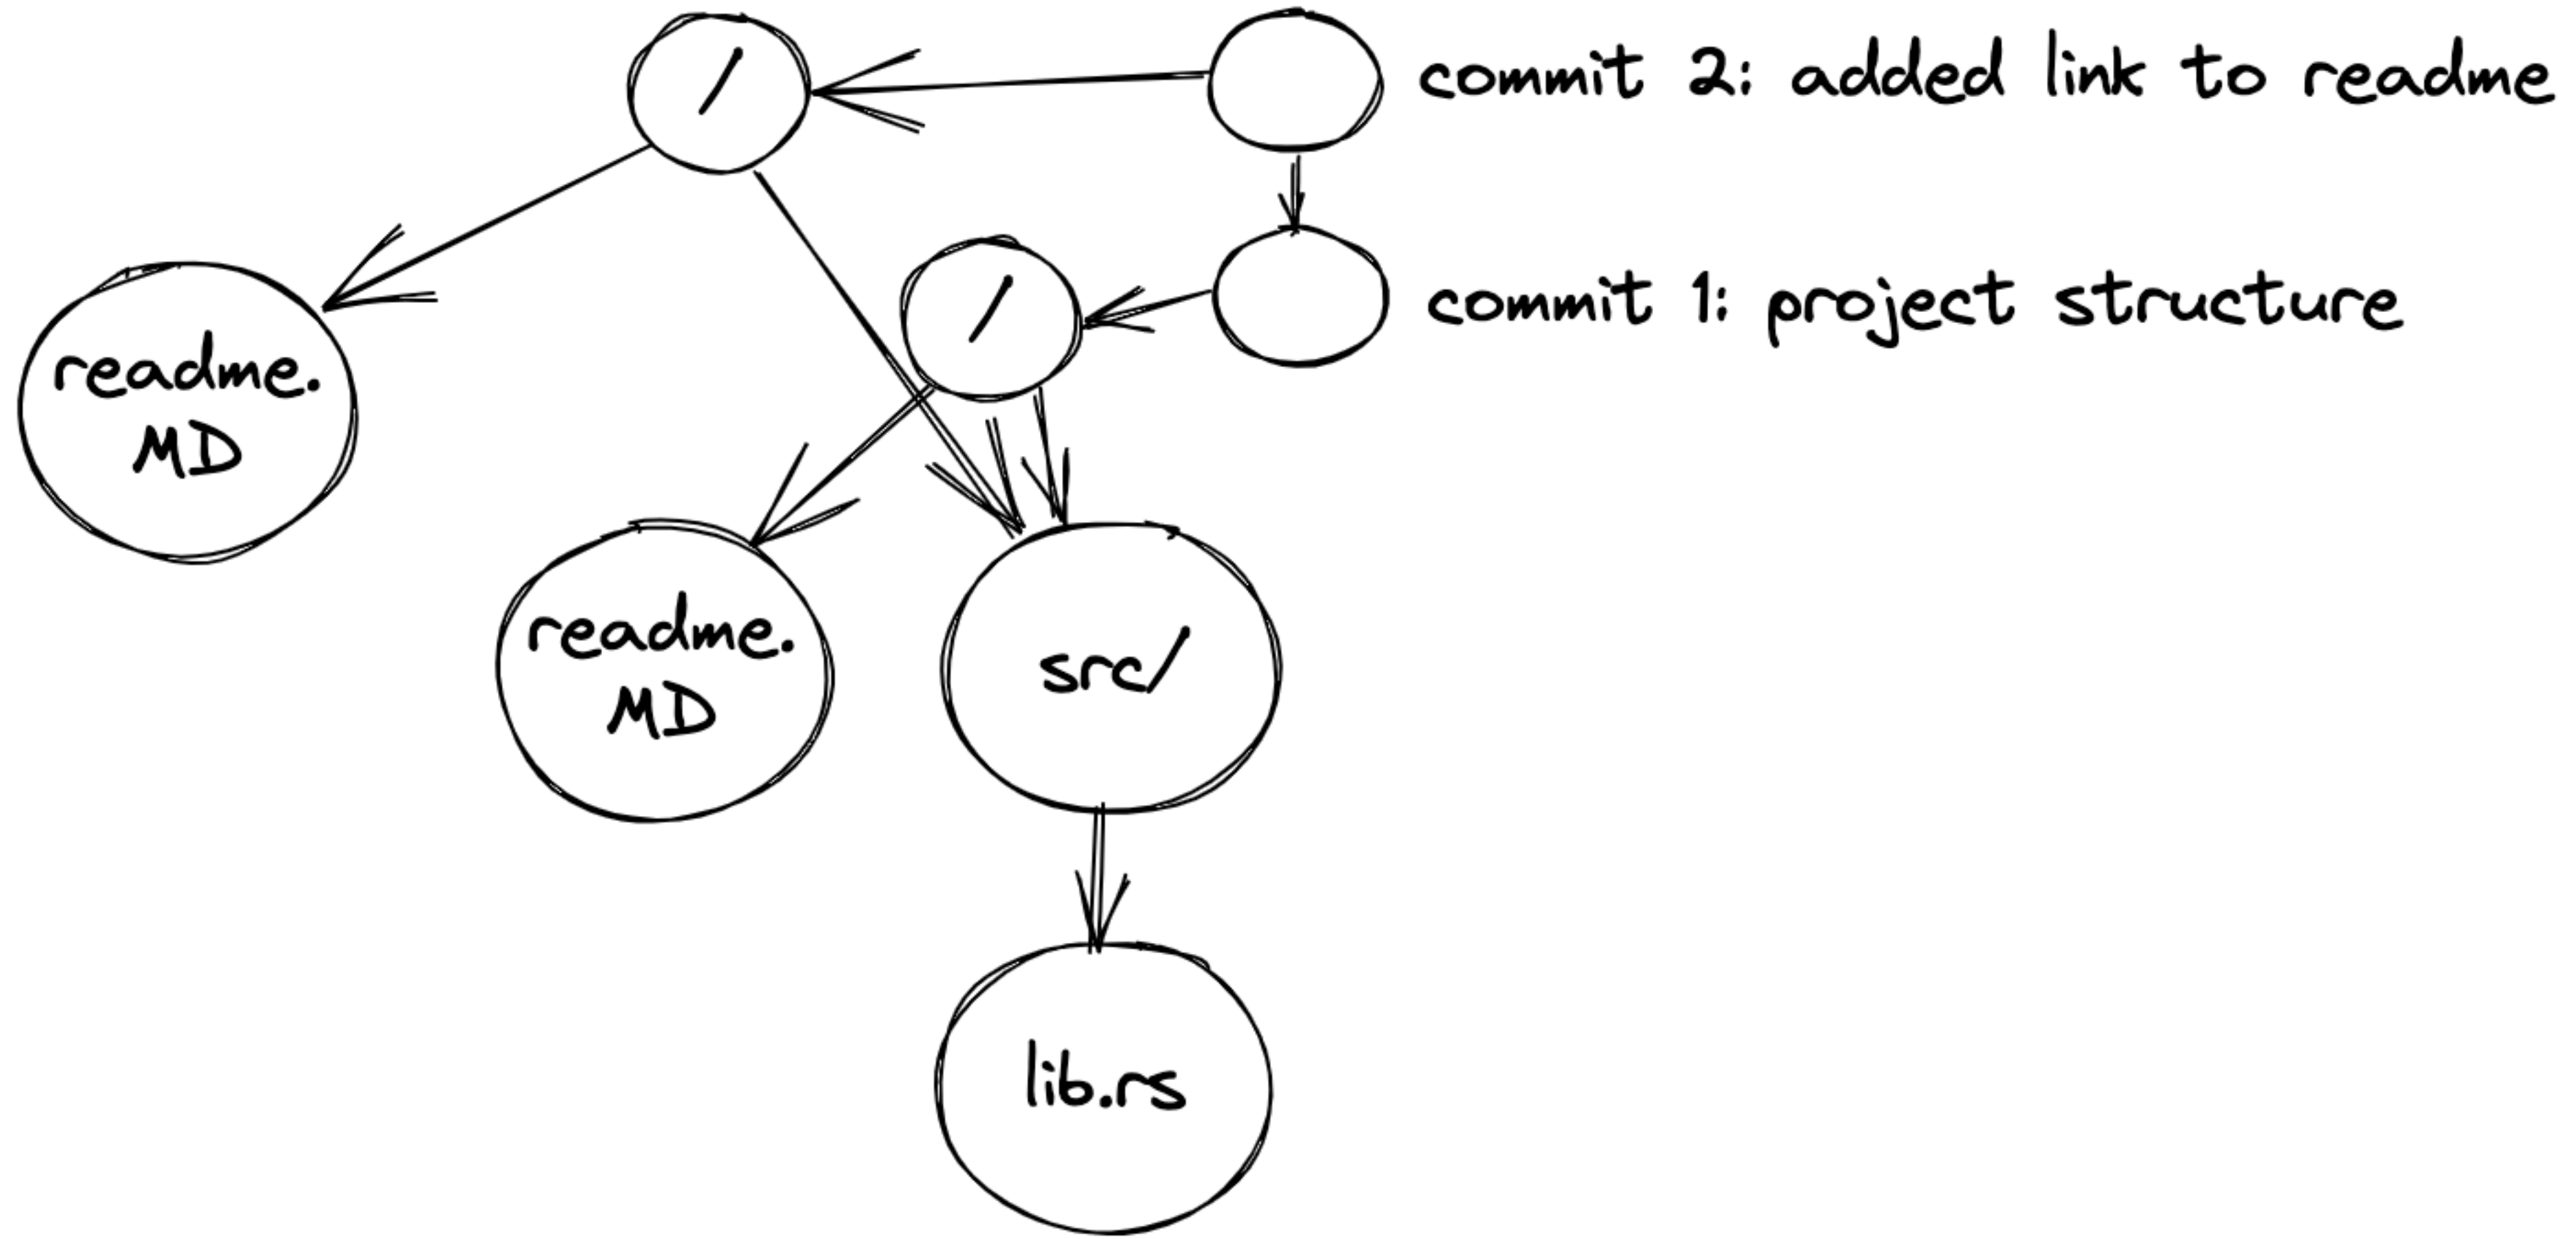 /
commit 2: added link to readme
/
commit 1: project structure
readme.
MD
readme.
MD
src/
lib.rs